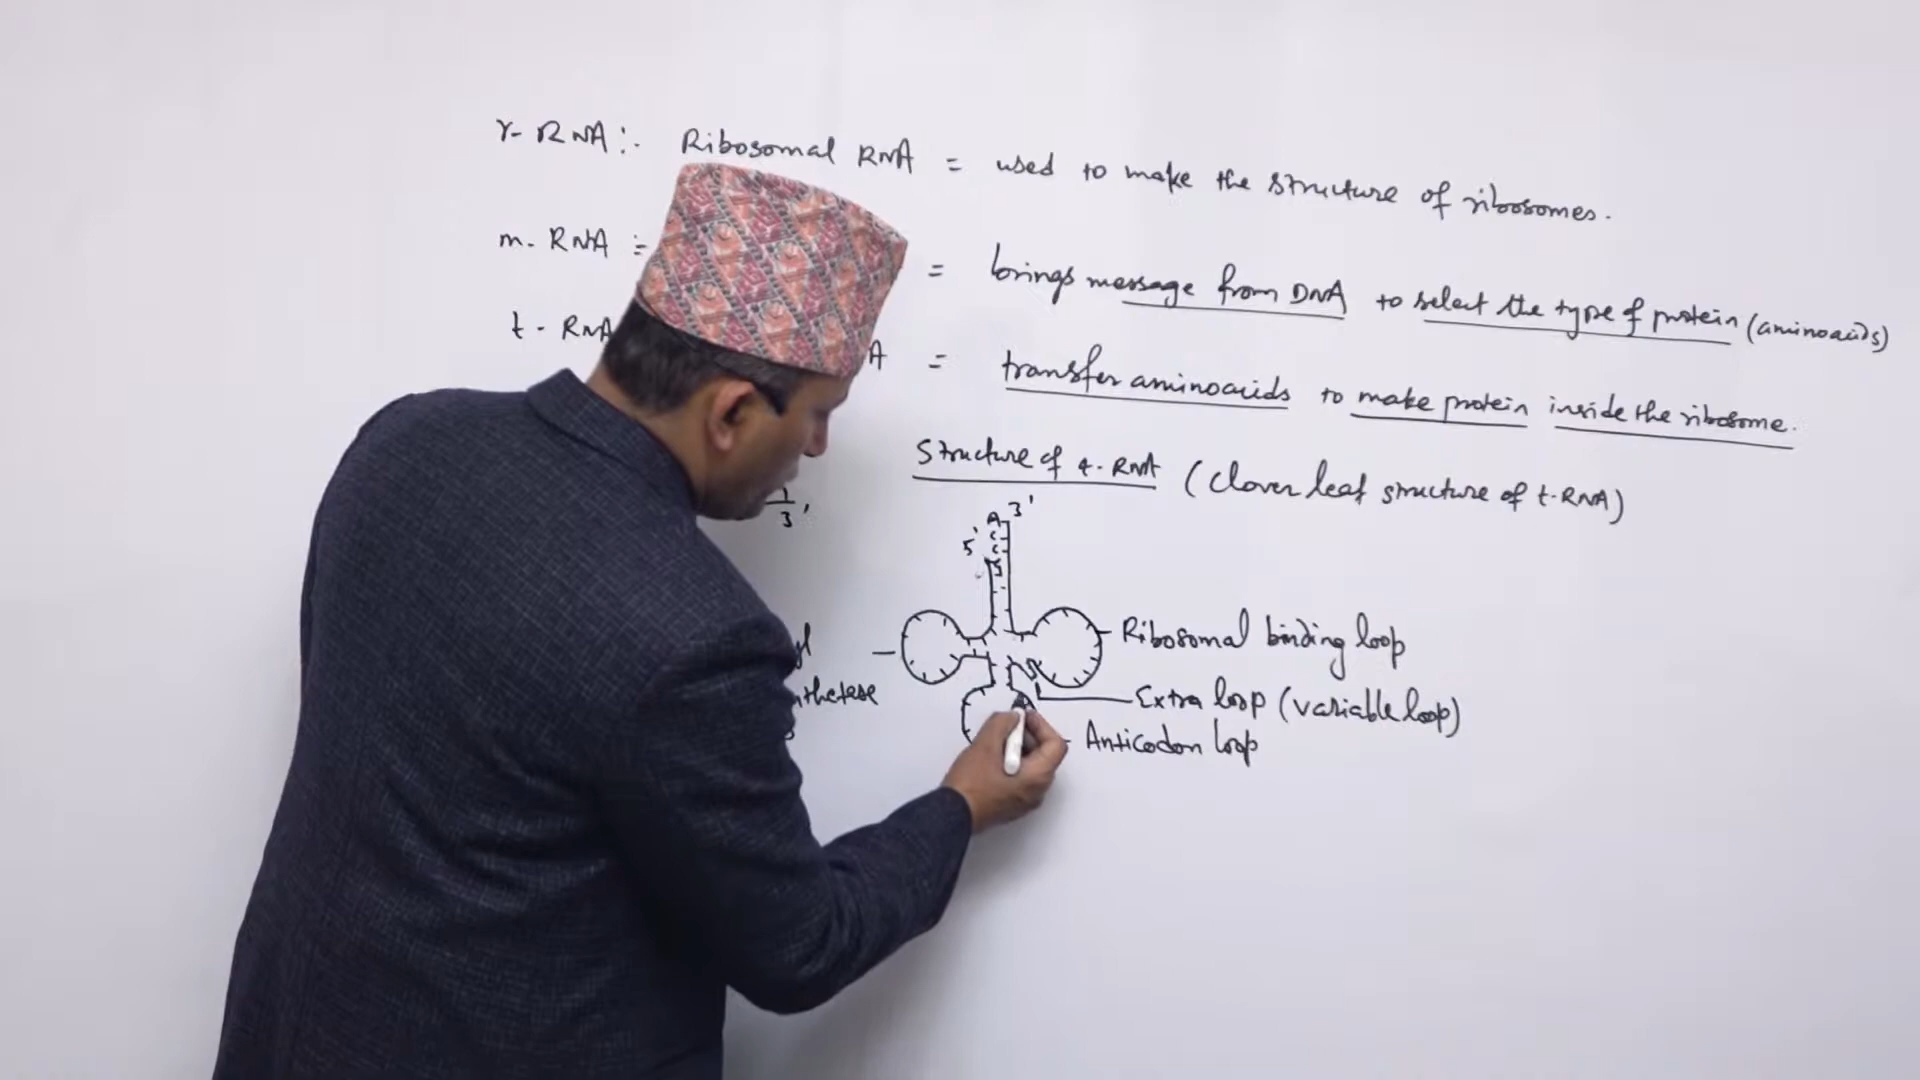 r- RNA :- Ribosomal RNA = used to make the structure of ribosomes.
m. RNA = = brings message from DNA to select the type of protein (aminoacids)
t - RNA A = transfer aminoacids to make protein inside the ribosome.
Structure of t. RNA (Clover leaf structure of t. RNA)
3'
3'
A
5' C
C
Ribosomal binding loop
yl
nthetase
Extra loop (variable loop)
Anticodon loop